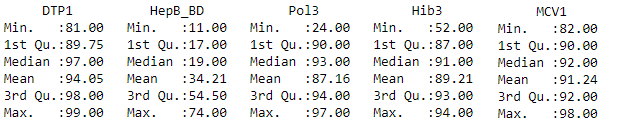 DTP1 HepB_BD Pol3 Hib3 MCV1
Min. :81.00 Min. :11.00 Min. :24.00 Min. :52.00 Min. :82.00
1st Qu.:89.75 1st Qu.:17.00 1st Qu.:90.00 1st Qu.:87.00 1st Qu.:90.00
Median :97.00 Median :19.00 Median :93.00 Median :91.00 Median :92.00
Mean :94.05 Mean :34.21 Mean :87.16 Mean :89.21 Mean :91.24
3rd Qu.:98.00 3rd Qu.:54.50 3rd Qu.:94.00 3rd Qu.:93.00 3rd Qu.:92.00
Max. :99.00 Max. :74.00 Max. :97.00 Max. :94.00 Max. :98.00